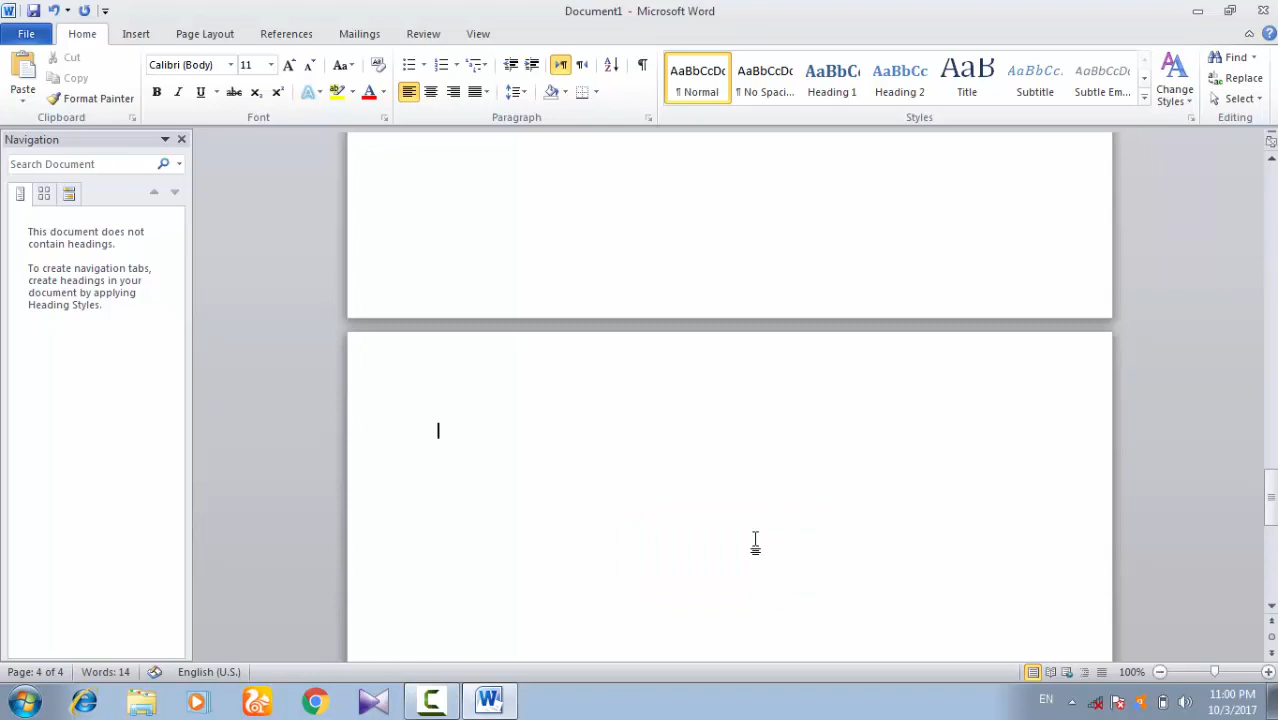 Document1 - Microsoft Word
File Home Insert Page Layout References Mailings Review View
Paste
Cut
Copy
Format Painter
Clipboard
Calibri (Body) 11
Font
Paragraph
AaBbCcDc AaBbCcDc AaBbCc AaBbCc AaB AaBbCc. AaBbCcDc
¶ Normal ¶ No Spaci... Heading 1 Heading 2 Title Subtitle Subtle Em...
Styles
Change
Styles
Find
Replace
Select
Editing
Navigation
Search Document
This document does not
contain headings.
To create navigation tabs,
create headings in your
document by applying
Heading Styles.
Page: 4 of 4 Words: 14 English (U.S.) 100%
EN
11:00 PM
10/3/2017